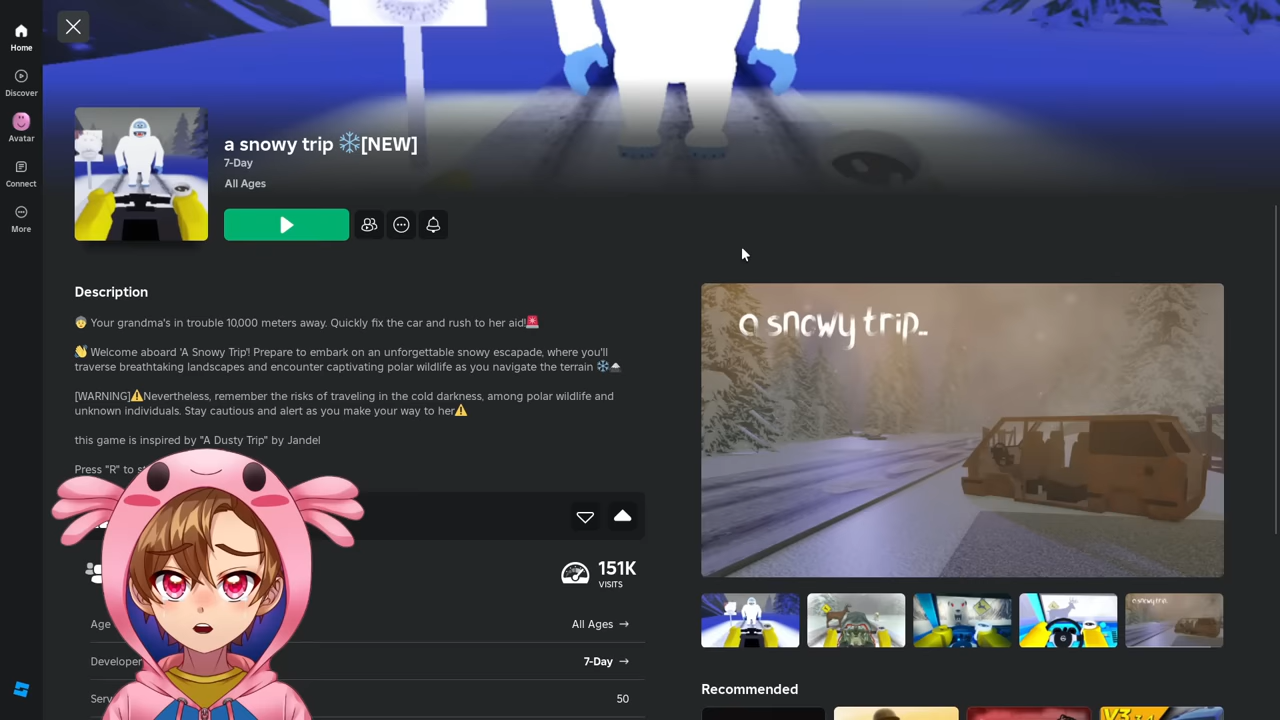 Home
Discover
Avatar
Connect
More
a snowy trip ❄️[NEW]
7-Day
All Ages
Description
👵 Your grandma's in trouble 10,000 meters away. Quickly fix the car and rush to her aid!🚨
👋 Welcome aboard 'A Snowy Trip'! Prepare to embark on an unforgettable snowy escapade, where you'll
traverse breathtaking landscapes and encounter captivating polar wildlife as you navigate the terrain ❄️🏔️
[WARNING]⚠️Nevertheless, remember the risks of traveling in the cold darkness, among polar wildlife and
unknown individuals. Stay cautious and alert as you make your way to her⚠️
this game is inspired by "A Dusty Trip" by Jandel
Press "R" to
151K
VISITS
Age
All Ages →
Developer
7-Day →
50
a snowy trip_
Recommended
V3